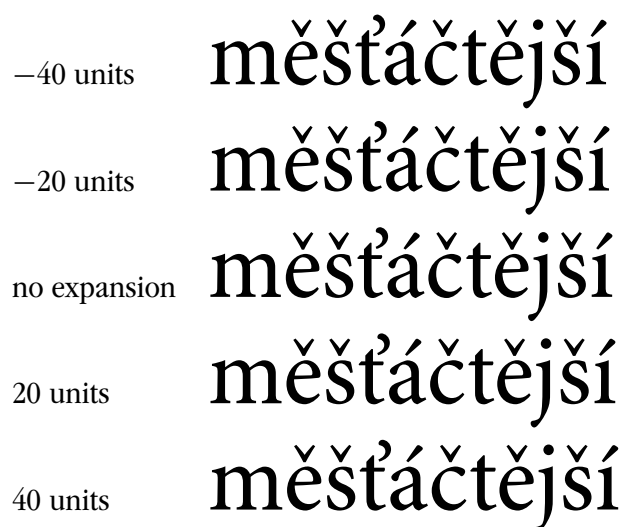 −40 units měšťáčtější
−20 units měšťáčtější
no expansion měšťáčtější
20 units měšťáčtější
40 units měšťáčtější